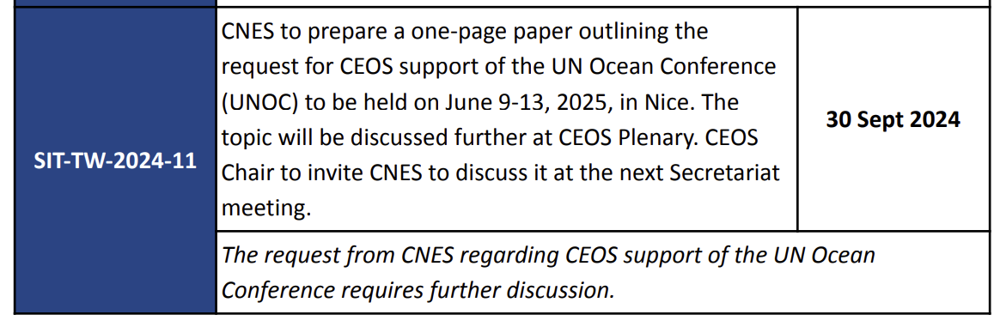 SIT-TW-2024-11
CNES to prepare a one-page paper outlining the
request for CEOS support of the UN Ocean Conference
(UNOC) to be held on June 9-13, 2025, in Nice. The
topic will be discussed further at CEOS Plenary. CEOS
Chair to invite CNES to discuss it at the next Secretariat
meeting.
30 Sept 2024
The request from CNES regarding CEOS support of the UN Ocean
Conference requires further discussion.